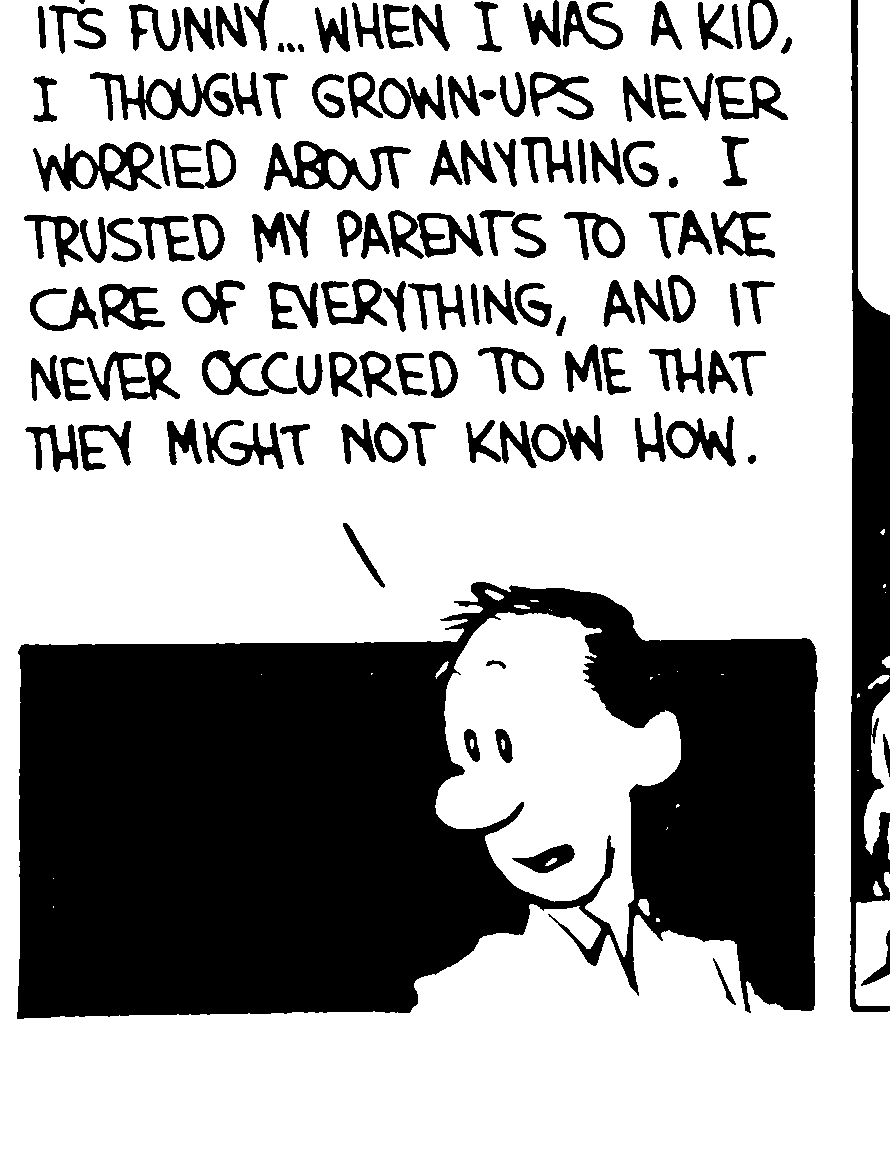 IT'S FUNNY... WHEN I WAS A KID,
I THOUGHT GROWN-UPS NEVER
WORRIED ABOUT ANYTHING. I
TRUSTED MY PARENTS TO TAKE
CARE OF EVERYTHING, AND IT
NEVER OCCURRED TO ME THAT
THEY MIGHT NOT KNOW HOW.